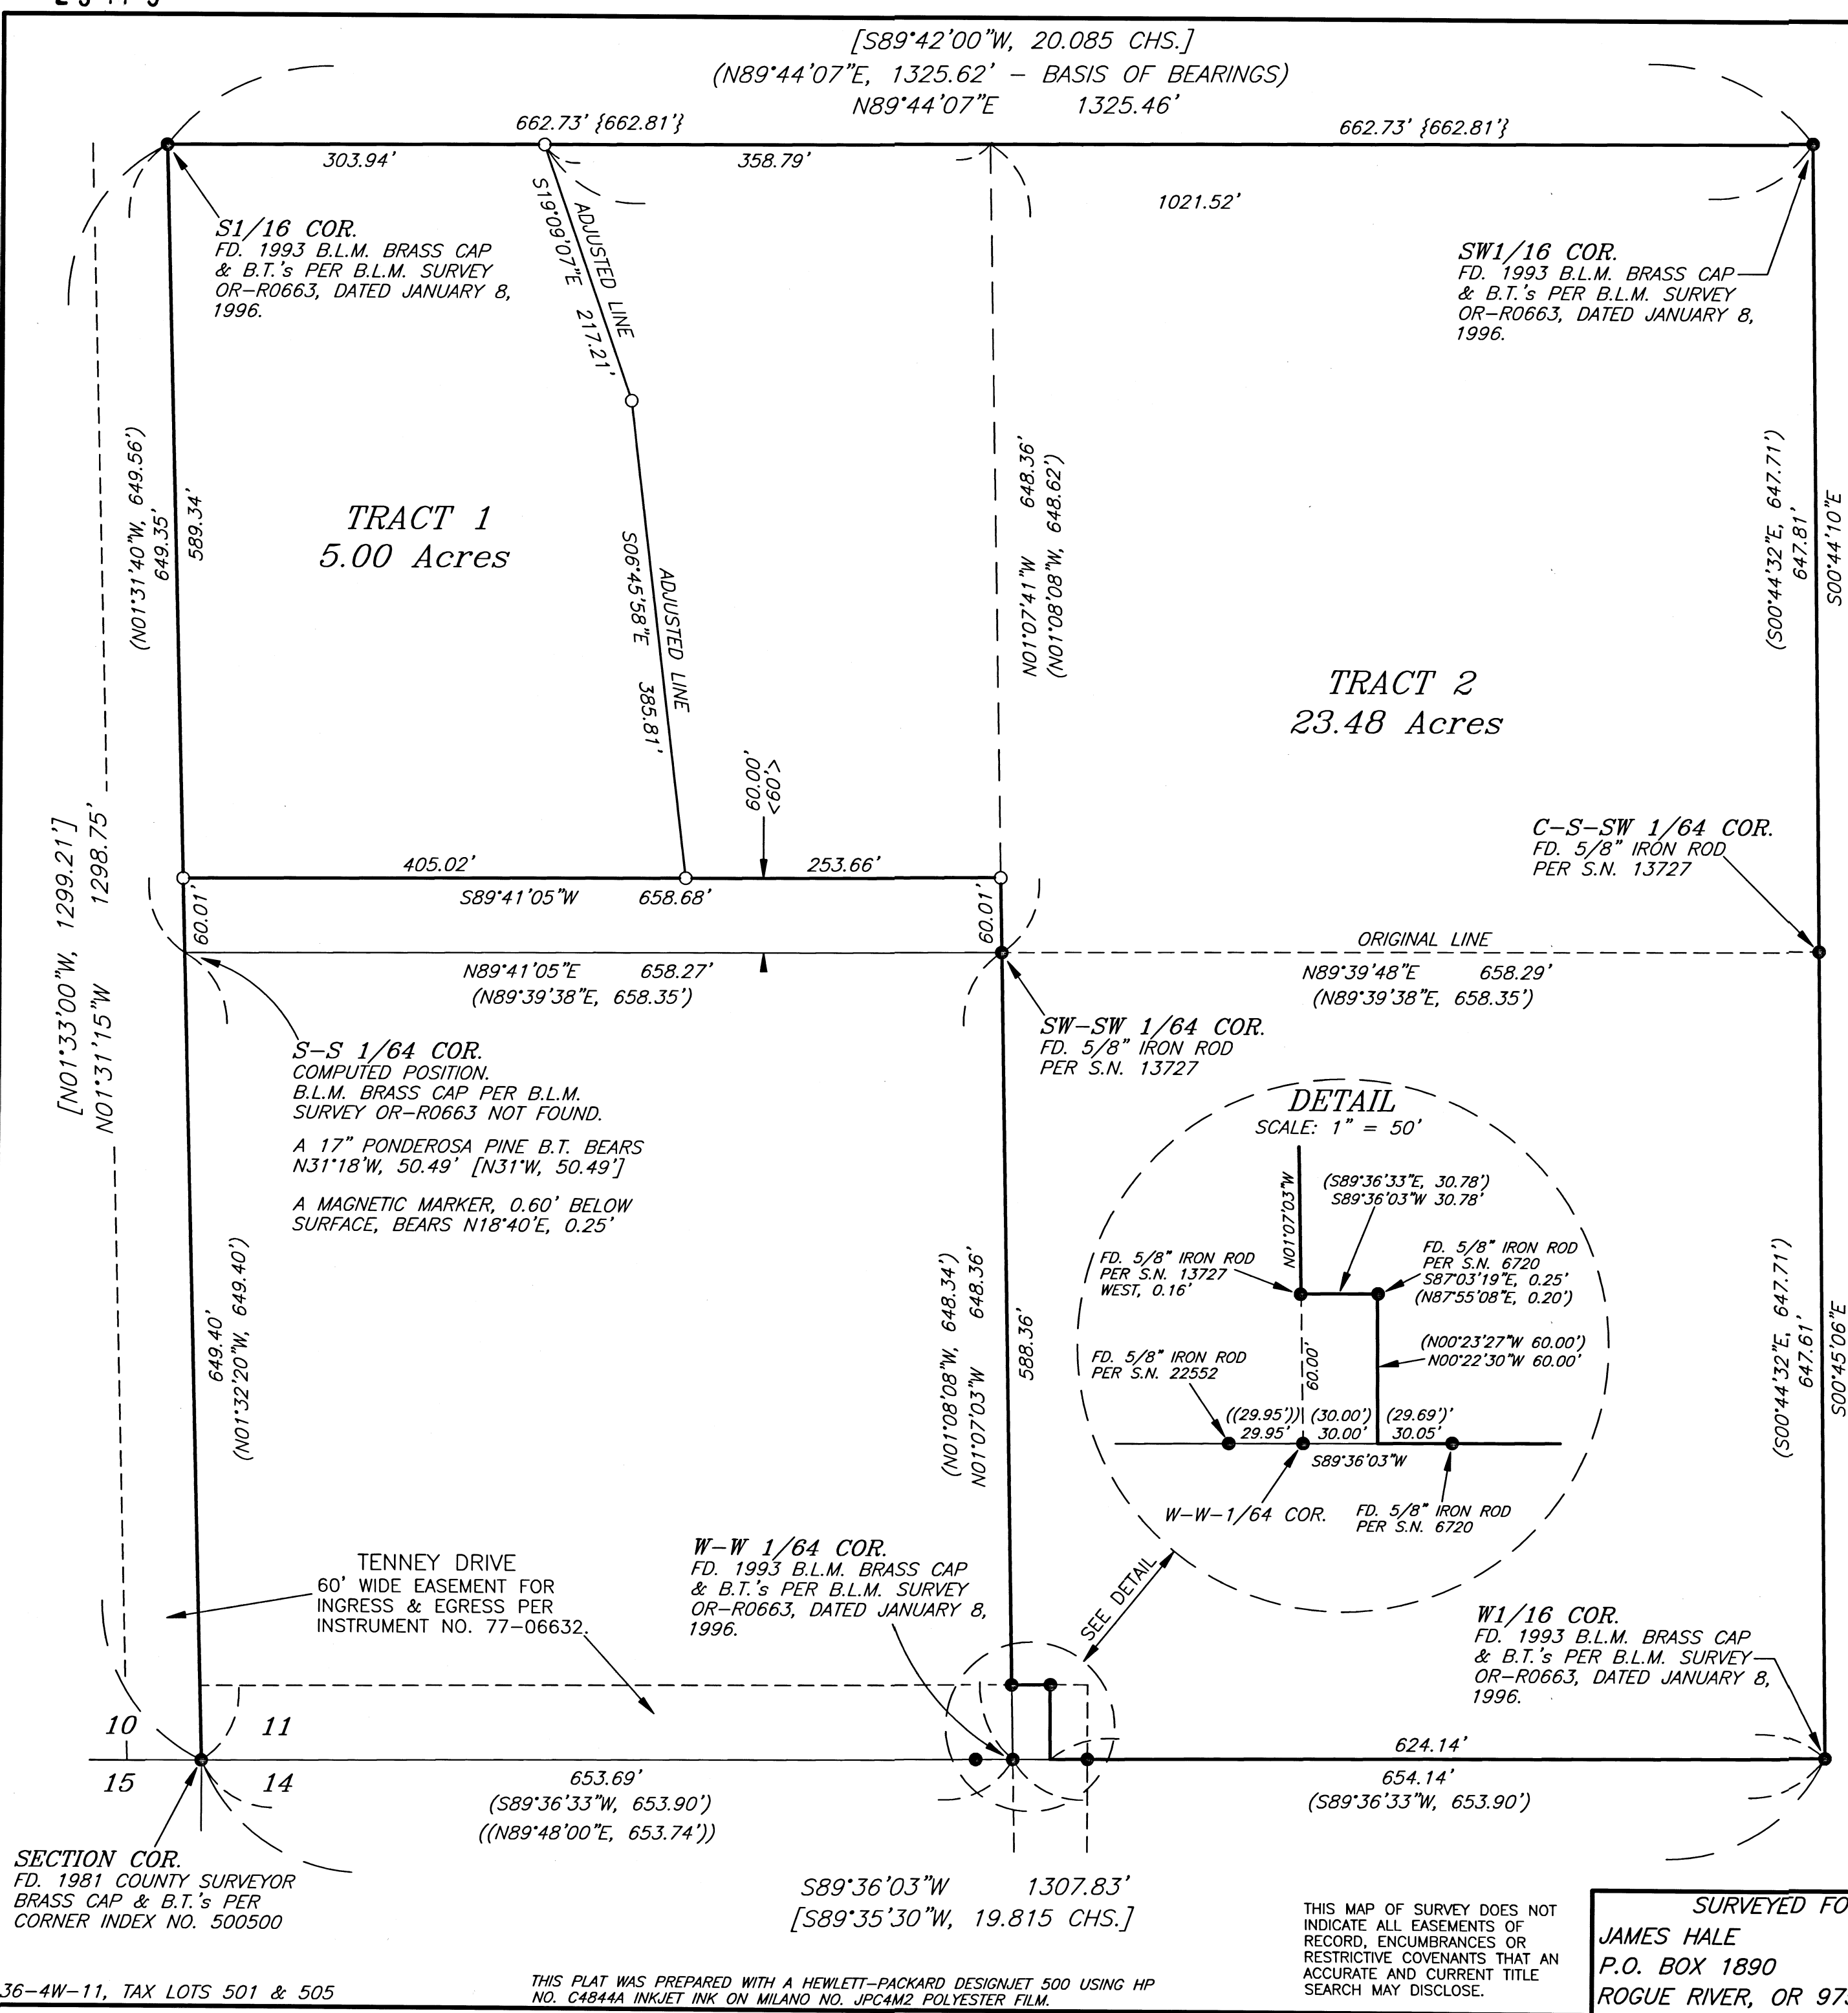 [S89°42'00"W, 20.085 CHS.]
(N89°44'07"E, 1325.62' – BASIS OF BEARINGS)
N89°44'07"E 1325.46'
662.73' {662.81'}
662.73' {662.81'}
303.94'
358.79'
1021.52'
S1/16 COR.
FD. 1993 B.L.M. BRASS CAP
& B.T.'s PER B.L.M. SURVEY
OR–R0663, DATED JANUARY 8,
1996.
ADJUSTED LINE
S19°09'07"E 217.21'
SW1/16 COR.
FD. 1993 B.L.M. BRASS CAP
& B.T.'s PER B.L.M. SURVEY
OR–R0663, DATED JANUARY 8,
1996.
(N01°31'40"W, 649.56')
649.35'
589.34'
TRACT 1
5.00 Acres
ADJUSTED LINE
S06°45'58"E 385.81'
N01°07'41"W 648.36'
(N01°08'08"W, 648.62')
TRACT 2
23.48 Acres
(S00°44'32"E, 647.71')
647.81'
S00°44'10"E
[N01°33'00"W, 1299.21']
N01°31'15"W 1298.75'
60.00'
<60'>
405.02'
253.66'
S89°41'05"W 658.68'
60.01'
60.01'
C–S–SW 1/64 COR.
FD. 5/8" IRON ROD
PER S.N. 13727
ORIGINAL LINE
N89°41'05"E 658.27'
(N89°39'38"E, 658.35')
N89°39'48"E 658.29'
(N89°39'38"E, 658.35')
S–S 1/64 COR.
COMPUTED POSITION.
B.L.M. BRASS CAP PER B.L.M.
SURVEY OR–R0663 NOT FOUND.
A 17" PONDEROSA PINE B.T. BEARS
N31°18'W, 50.49' [N31°W, 50.49']
A MAGNETIC MARKER, 0.60' BELOW
SURFACE, BEARS N18°40'E, 0.25'
SW–SW 1/64 COR.
FD. 5/8" IRON ROD
PER S.N. 13727
DETAIL
SCALE: 1" = 50'
N01°07'03"W
(S89°36'33"E, 30.78')
S89°36'03"W 30.78'
FD. 5/8" IRON ROD
PER S.N. 13727
WEST, 0.16'
FD. 5/8" IRON ROD
PER S.N. 6720
S87°03'19"E, 0.25'
(N87°55'08"E, 0.20')
(N00°23'27"W 60.00')
N00°22'30"W 60.00'
FD. 5/8" IRON ROD
PER S.N. 22552
60.00'
((29.95')) (30.00') (29.69')'
29.95' 30.00' 30.05'
S89°36'03"W
W–W–1/64 COR.
FD. 5/8" IRON ROD
PER S.N. 6720
649.40'
(N01°32'20"W, 649.40')
(N01°08'08"W, 648.34')
N01°07'03"W 648.36'
588.36'
(S00°44'32"E, 647.71')
647.61'
S00°45'06"E
TENNEY DRIVE
60' WIDE EASEMENT FOR
INGRESS & EGRESS PER
INSTRUMENT NO. 77–06632.
W–W 1/64 COR.
FD. 1993 B.L.M. BRASS CAP
& B.T.'s PER B.L.M. SURVEY
OR–R0663, DATED JANUARY 8,
1996.
SEE DETAIL
W1/16 COR.
FD. 1993 B.L.M. BRASS CAP
& B.T.'s PER B.L.M. SURVEY
OR–R0663, DATED JANUARY 8,
1996.
10 11
15 14
653.69'
(S89°36'33"W, 653.90')
((N89°48'00"E, 653.74'))
624.14'
654.14'
(S89°36'33"W, 653.90')
SECTION COR.
FD. 1981 COUNTY SURVEYOR
BRASS CAP & B.T.'s PER
CORNER INDEX NO. 500500
S89°36'03"W 1307.83'
[S89°35'30"W, 19.815 CHS.]
THIS MAP OF SURVEY DOES NOT
INDICATE ALL EASEMENTS OF
RECORD, ENCUMBRANCES OR
RESTRICTIVE COVENANTS THAT AN
ACCURATE AND CURRENT TITLE
SEARCH MAY DISCLOSE.
SURVEYED FO
JAMES HALE
P.O. BOX 1890
ROGUE RIVER, OR 97
36–4W–11, TAX LOTS 501 & 505
THIS PLAT WAS PREPARED WITH A HEWLETT–PACKARD DESIGNJET 500 USING HP
NO. C4844A INKJET INK ON MILANO NO. JPC4M2 POLYESTER FILM.